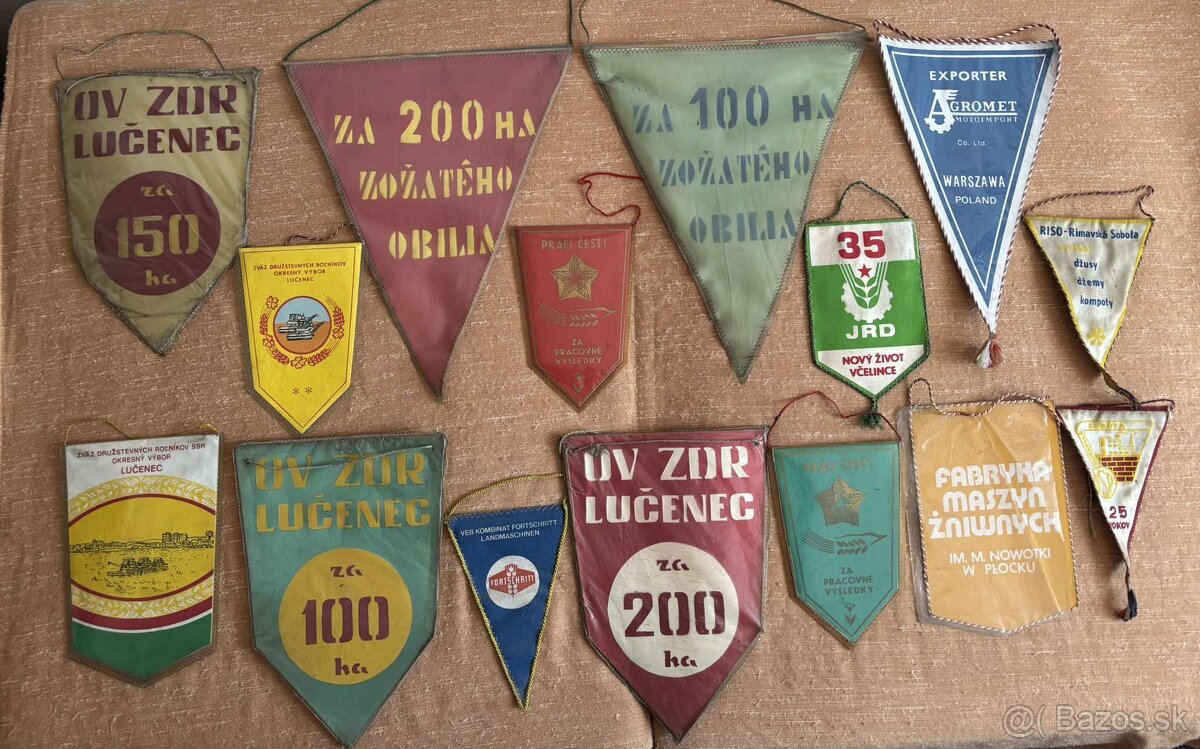 OV ZDR
LUČENEC
za
150
ha
ZA 200 HA
ZOŽATÉHO
OBILIA
ZA 100 HA
ZOŽATÉHO
OBILIA
EXPORTER
AGROMET
MOTOIMPORT
Co. Ltd.
WARSZAWA
POLAND
ZVÄZ DRUŽSTEVNÝCH ROĽNÍKOV
OKRESNÝ VÝBOR
LUČENEC
PRÁCI ČESŤ!
ZA
PRACOVNÉ
VÝSLEDKY
35
JRD
NOVÝ ŽIVOT
VČELINCE
RISO-Rimavská Sobota
džusy
džemy
kompoty
ZVÄZ DRUŽSTEVNÝCH ROĽNÍKOV SSR
OKRESNÝ VÝBOR
LUČENEC
OV ZDR
LUČENEC
za
100
ha
VEB KOMBINAT FORTSCHRITT
LANDMASCHINEN
FORTSCHRITT
OV ZDR
LUČENEC
za
200
ha
PRÁCI ČESŤ!
ZA
PRACOVNÉ
VÝSLEDKY
FABRYKA
MASZYN
ŻNIWNYCH
IM. M. NOWOTKI
W PŁOCKU
25
ROKOV
@( Bazos.sk